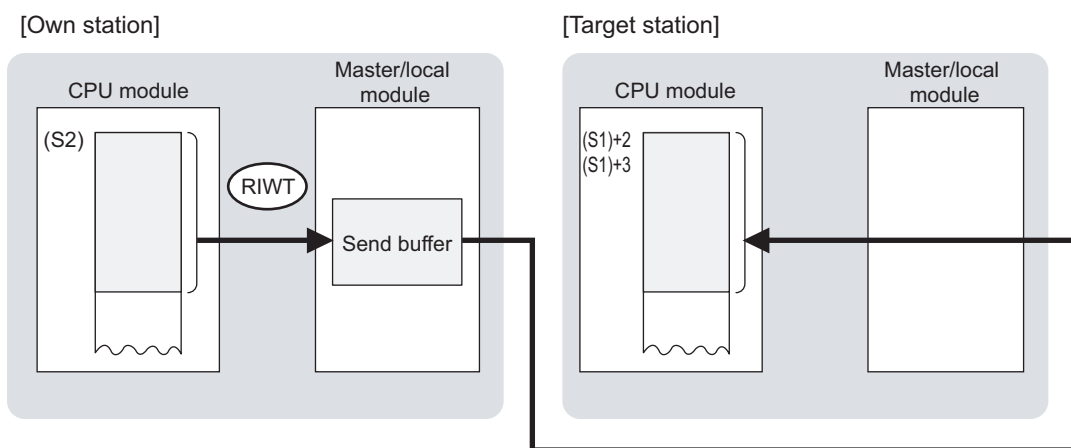 [Own station]
CPU module
Master/local
module
(S2)
RIWT
Send buffer
[Target station]
CPU module
Master/local
module
(S1)+2
(S1)+3